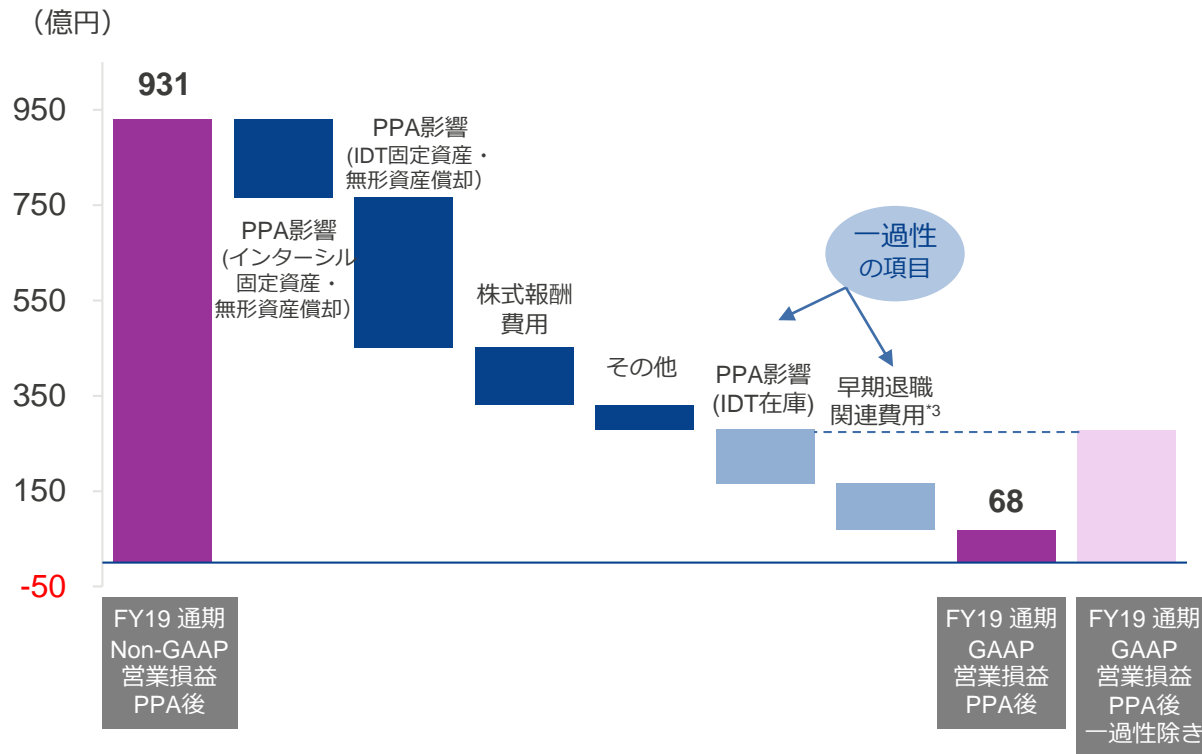 （億円）
950
750
550
350
150
-50
931
PPA影響
(インターシル
固定資産・
無形資産償却）
PPA影響
(IDT固定資産・
無形資産償却）
株式報酬
費用
その他
一過性
の項目
PPA影響
(IDT在庫)
早期退職
関連費用*3
68
FY19 通期
Non-GAAP
営業損益
PPA後
FY19 通期
GAAP
営業損益
PPA後
FY19 通期
GAAP
営業損益
PPA後
一過性除き